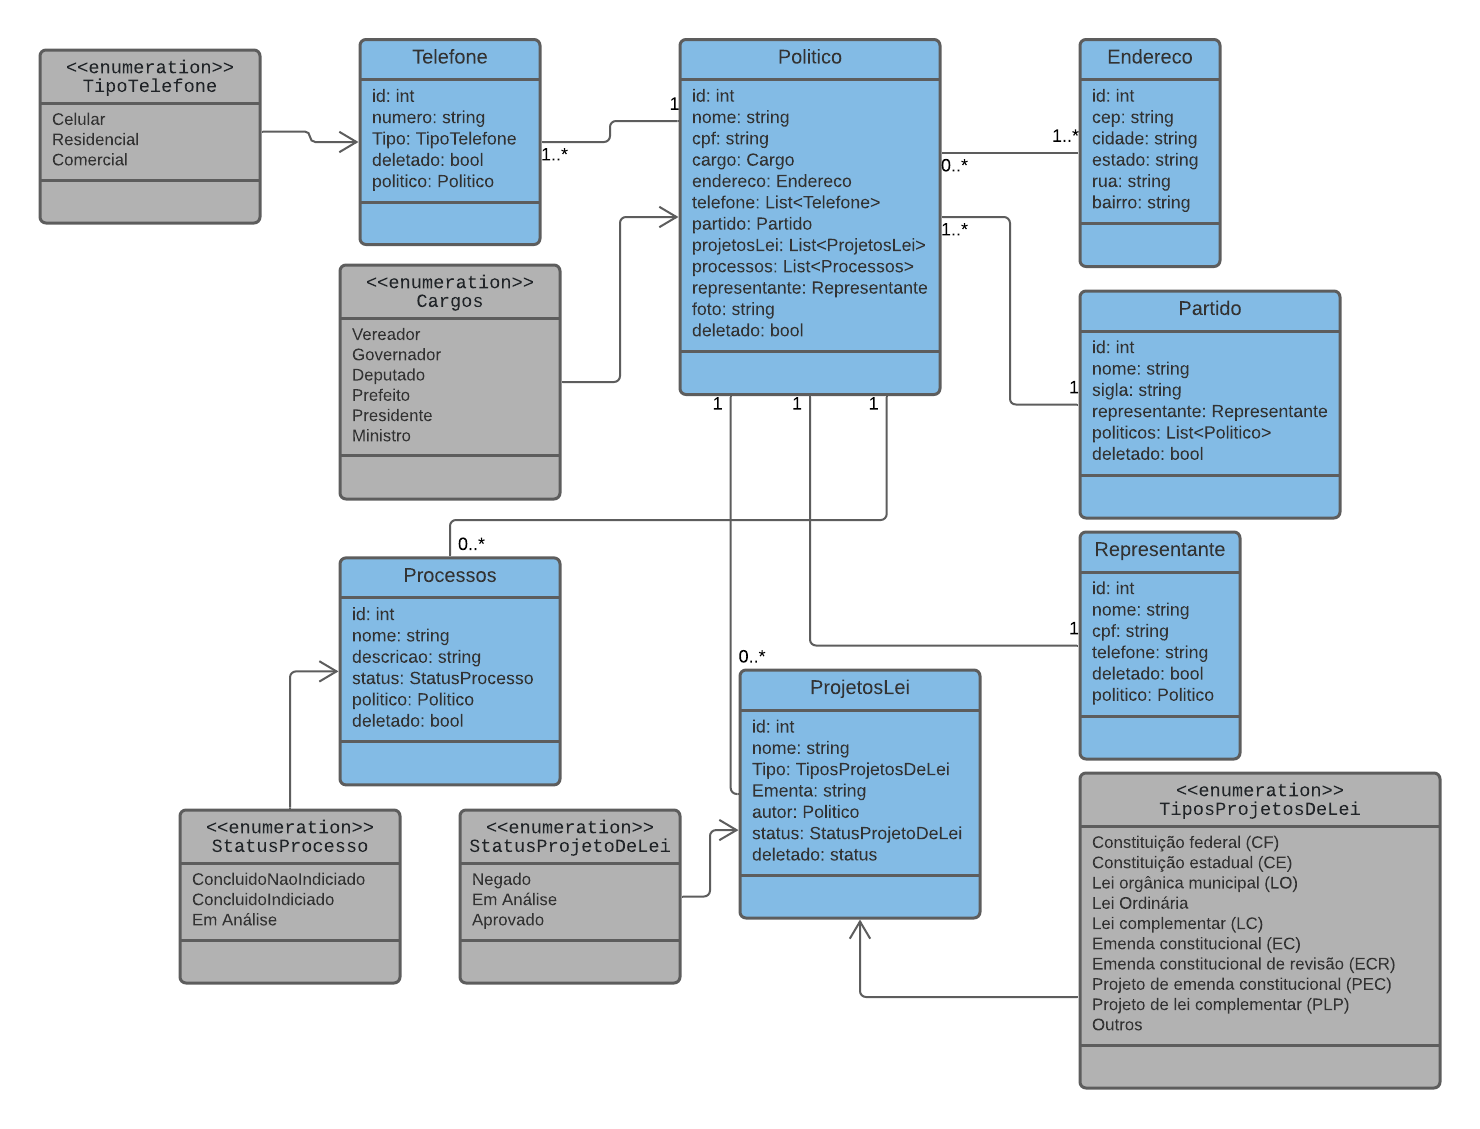 <<enumeration>>
TipoTelefone
Celular
Residencial
Comercial
Telefone
id: int
numero: string
Tipo: TipoTelefone
deletado: bool
politico: Politico
1..*
1
Politico
id: int
nome: string
cpf: string
cargo: Cargo
endereco: Endereco
telefone: List<Telefone>
partido: Partido
projetosLei: List<ProjetosLei>
processos: List<Processos>
representante: Representante
foto: string
deletado: bool
0..*
1..*
Endereco
id: int
cep: string
cidade: string
estado: string
rua: string
bairro: string
1..*
1
<<enumeration>>
Cargos
Vereador
Governador
Deputado
Prefeito
Presidente
Ministro
Partido
id: int
nome: string
sigla: string
representante: Representante
politicos: List<Politico>
deletado: bool
1
1
1
0..*
Processos
id: int
nome: string
descricao: string
status: StatusProcesso
politico: Politico
deletado: bool
1
Representante
id: int
nome: string
cpf: string
telefone: string
deletado: bool
politico: Politico
0..*
ProjetosLei
id: int
nome: string
Tipo: TiposProjetosDeLei
Ementa: string
autor: Politico
status: StatusProjetoDeLei
deletado: status
<<enumeration>>
StatusProcesso
ConcluidoNaoIndiciado
ConcluidoIndiciado
Em Análise
<<enumeration>>
StatusProjetoDeLei
Negado
Em Análise
Aprovado
<<enumeration>>
TiposProjetosDeLei
Constituição federal (CF)
Constituição estadual (CE)
Lei orgânica municipal (LO)
Lei Ordinária
Lei complementar (LC)
Emenda constitucional (EC)
Emenda constitucional de revisão (ECR)
Projeto de emenda constitucional (PEC)
Projeto de lei complementar (PLP)
Outros